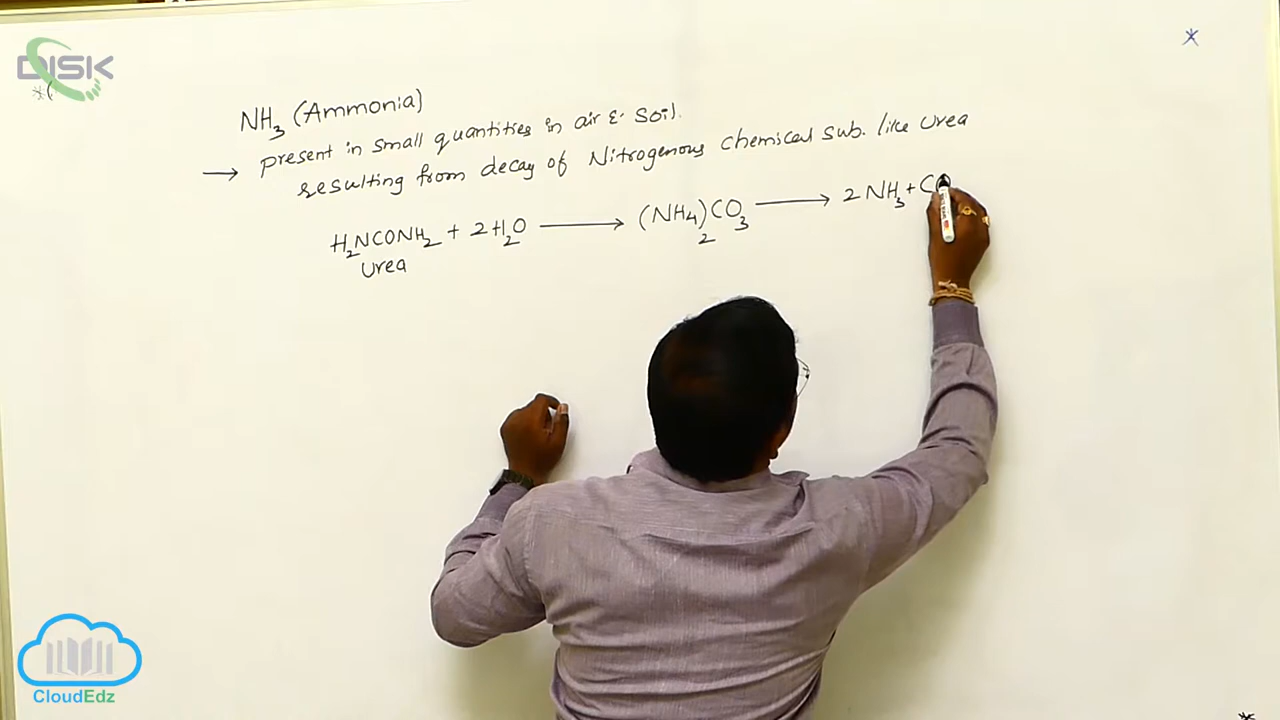 DISK
NH3 (Ammonia)
→ present in small quantities in air & soil.
resulting from decay of Nitrogenous chemical sub. like urea
H2NCONH2 + 2H2O ⟶ (NH4)2CO3 ⟶ 2NH3 + CO
Urea
CloudEdz